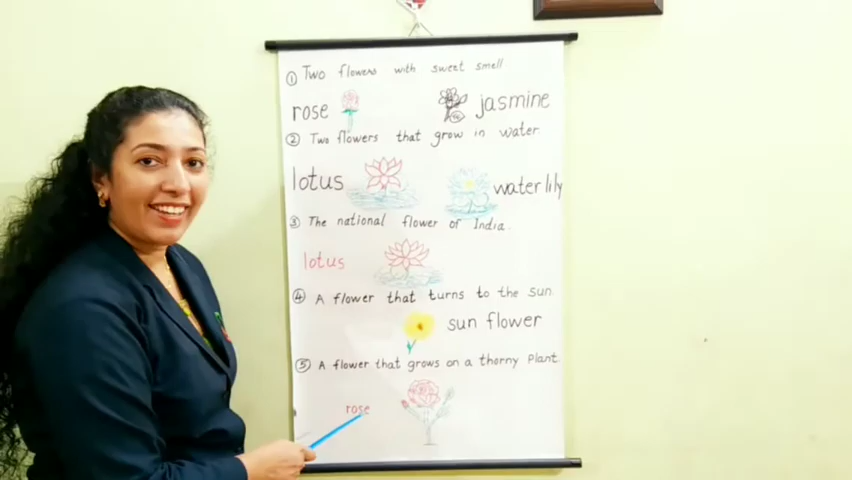 ① Two flowers with sweet smell
rose jasmine
② Two flowers that grow in water
lotus water lily
③ The national flower of India.
lotus
④ A flower that turns to the sun.
sun flower
⑤ A flower that grows on a thorny Plant.
rose